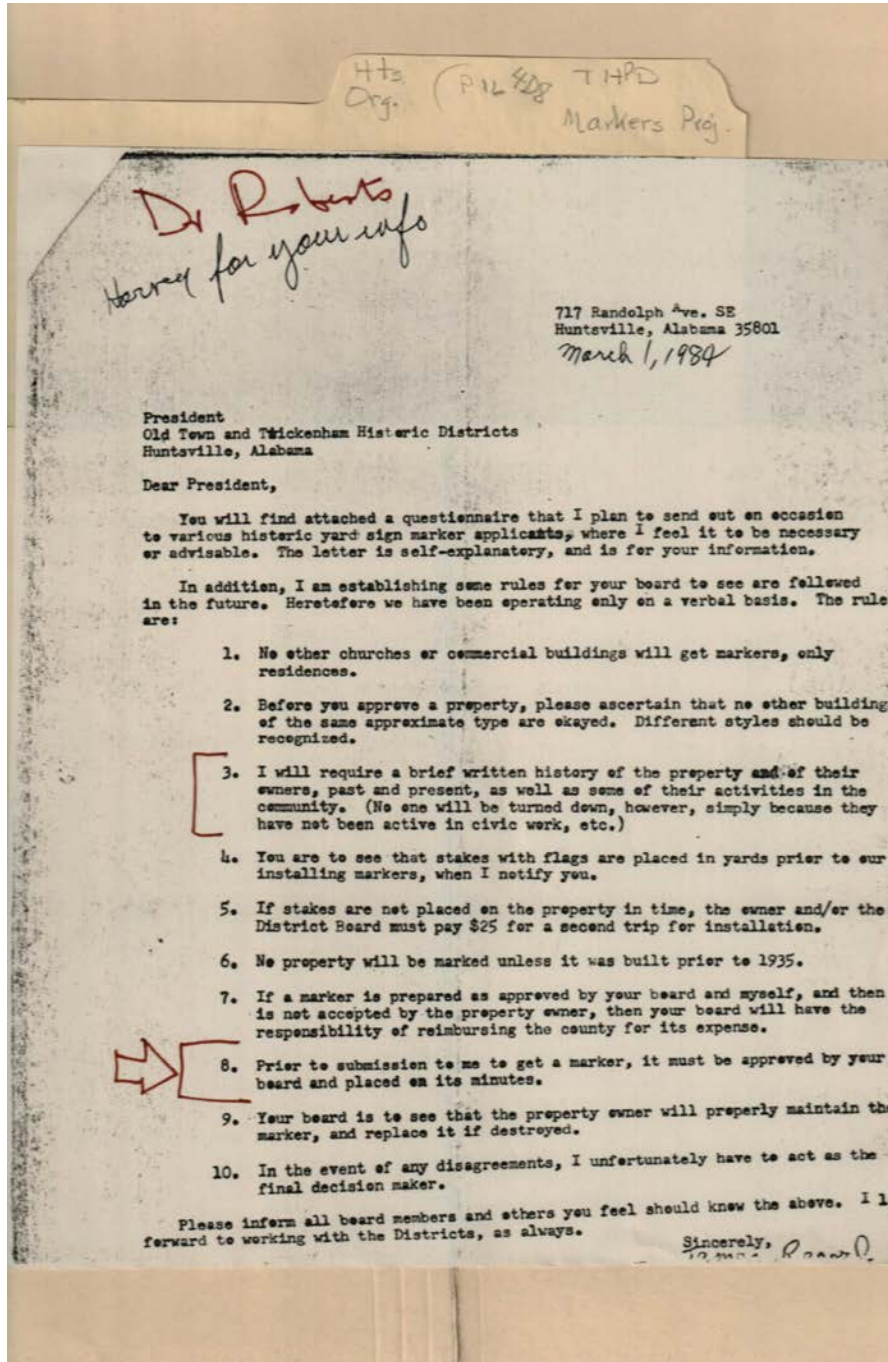 Hts. Org. (P12 THPD
Markers Proj.
Dr Roberts
Harvey for your info
717 Randolph Ave. SE
Huntsville, Alabama 35801
March 1, 1984
President
Old Town and Twickenham Historic Districts
Huntsville, Alabama
Dear President,
You will find attached a questionnaire that I plan to send out on occasion
to various historic yard sign marker applicants, where I feel it to be necessary
or advisable. The letter is self-explanatory, and is for your information.
In addition, I am establishing some rules for your board to see are followed
in the future. Heretofore we have been operating only on a verbal basis. The rule
are:
1. No other churches or commercial buildings will get markers, only
residences.
2. Before you approve a property, please ascertain that no other building
of the same approximate type are okayed. Different styles should be
recognized.
3. I will require a brief written history of the property and of their
owners, past and present, as well as some of their activities in the
community. (No one will be turned down, however, simply because they
have not been active in civic work, etc.)
4. You are to see that stakes with flags are placed in yards prior to our
installing markers, when I notify you.
5. If stakes are not placed on the property in time, the owner and/or the
District Board must pay $25 for a second trip for installation.
6. No property will be marked unless it was built prior to 1935.
7. If a marker is prepared as approved by your board and myself, and then
is not accepted by the property owner, then your board will have the
responsibility of reimbursing the county for its expense.
8. Prior to submission to me to get a marker, it must be approved by your
board and placed on its minutes.
9. Your board is to see that the property owner will properly maintain the
marker, and replace it if destroyed.
10. In the event of any disagreements, I unfortunately have to act as the
final decision maker.
Please inform all board members and others you feel should know the above. I l
forward to working with the Districts, as always.
Sincerely,